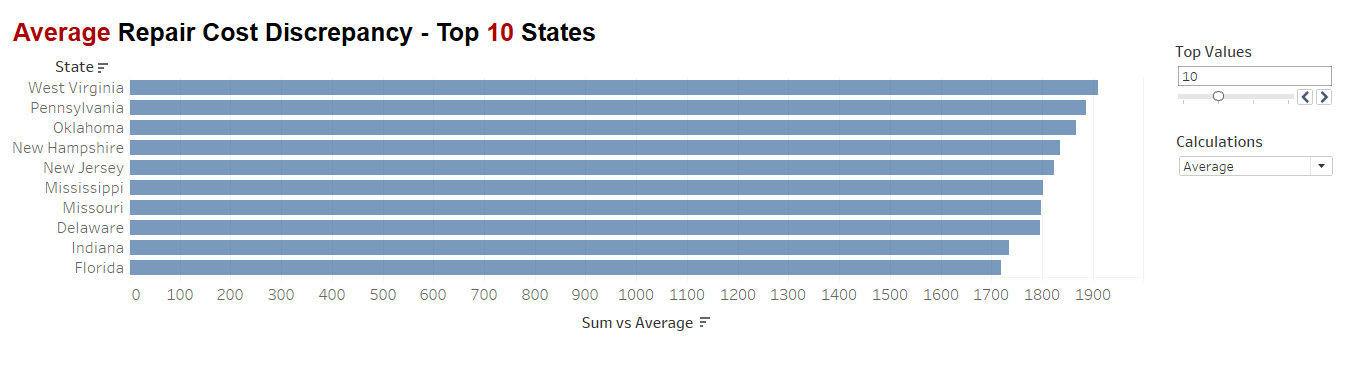 Average Repair Cost Discrepancy - Top 10 States
State
West Virginia
Pennsylvania
Oklahoma
New Hampshire
New Jersey
Mississippi
Missouri
Delaware
Indiana
Florida
0 100 200 300 400 500 600 700 800 900 1000 1100 1200 1300 1400 1500 1600 1700 1800 1900
Sum vs Average
Top Values
10
Calculations
Average